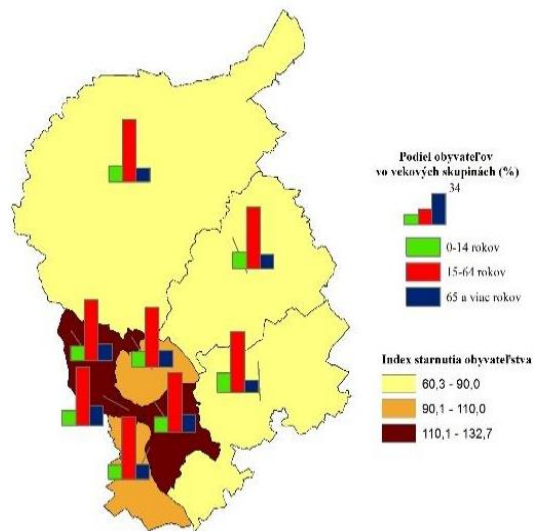 Podiel obyvateľov
vo vekových skupinách (%)
34
0-14 rokov
15-64 rokov
65 a viac rokov
Index starnutia obyvateľstva
60,3 - 90,0
90,1 - 110,0
110,1 - 132,7